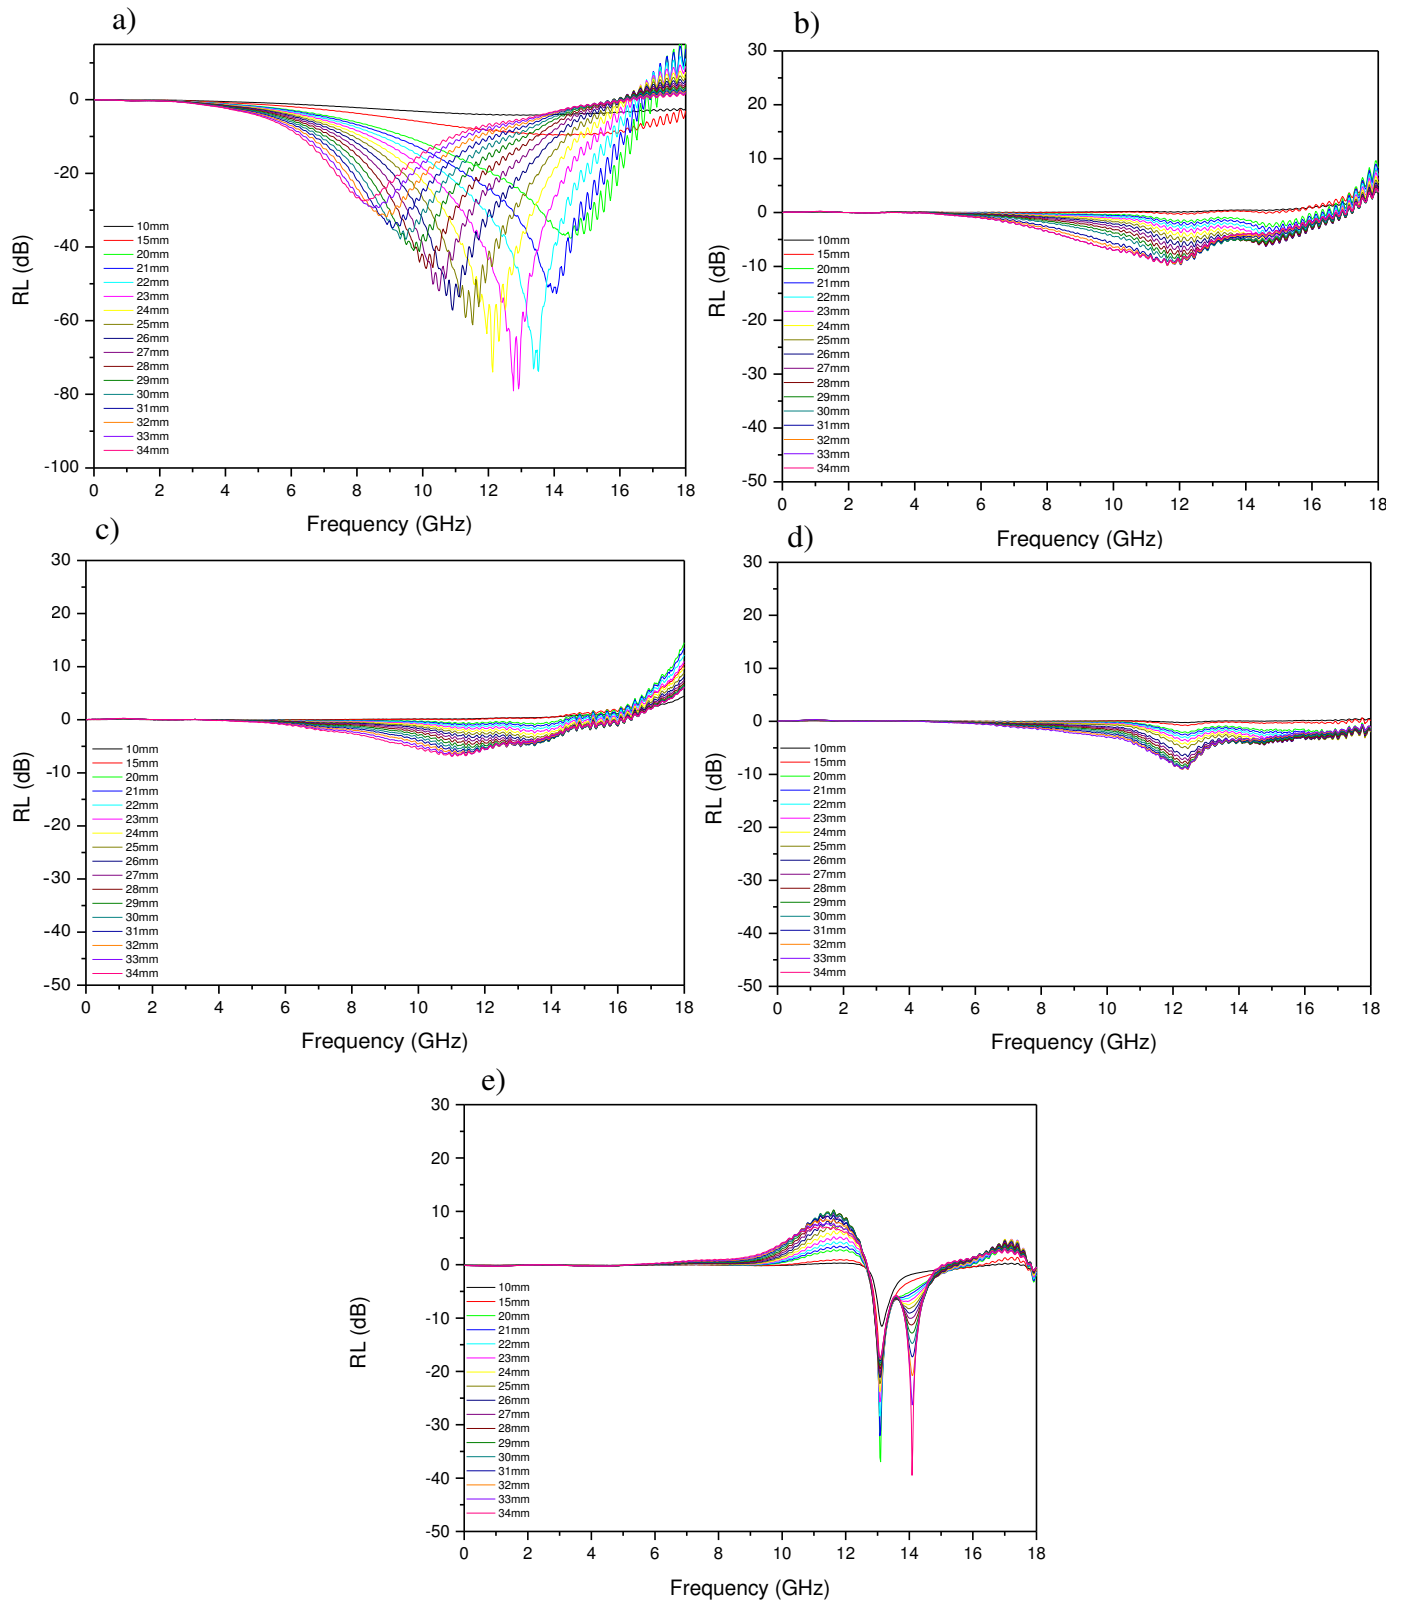 a)
0
-20
-40
-60
-80
-100
RL (dB)
10mm
15mm
20mm
21mm
22mm
23mm
24mm
25mm
26mm
27mm
28mm
29mm
30mm
31mm
32mm
33mm
34mm
0 2 4 6 8 10 12 14 16 18
Frequency (GHz)
b)
30
20
10
0
-10
-20
-30
-40
-50
RL (dB)
10mm
15mm
20mm
21mm
22mm
23mm
24mm
25mm
26mm
27mm
28mm
29mm
30mm
31mm
32mm
33mm
34mm
0 2 4 6 8 10 12 14 16 18
Frequency (GHz)
c)
30
20
10
0
-10
-20
-30
-40
-50
RL (dB)
10mm
15mm
20mm
21mm
22mm
23mm
24mm
25mm
26mm
27mm
28mm
29mm
30mm
31mm
32mm
33mm
34mm
0 2 4 6 8 10 12 14 16 18
Frequency (GHz)
d)
30
20
10
0
-10
-20
-30
-40
-50
RL (dB)
10mm
15mm
20mm
21mm
22mm
23mm
24mm
25mm
26mm
27mm
28mm
29mm
30mm
31mm
32mm
33mm
34mm
0 2 4 6 8 10 12 14 16 18
Frequency (GHz)
e)
30
20
10
0
-10
-20
-30
-40
-50
RL (dB)
10mm
15mm
20mm
21mm
22mm
23mm
24mm
25mm
26mm
27mm
28mm
29mm
30mm
31mm
32mm
33mm
34mm
0 2 4 6 8 10 12 14 16 18
Frequency (GHz)